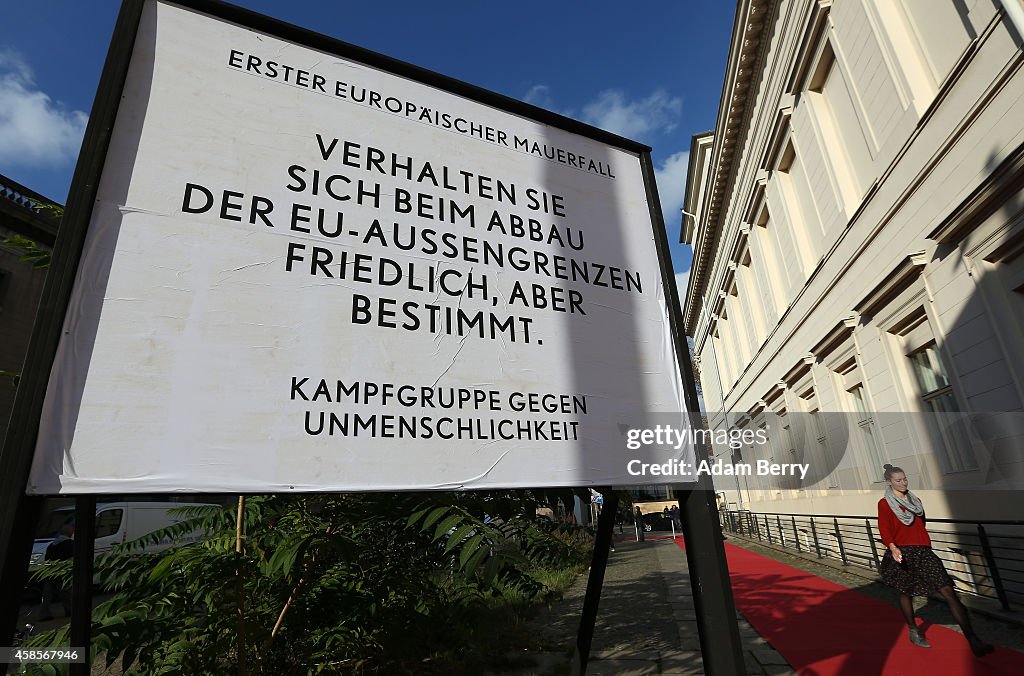 ERSTER EUROPÄISCHER MAUERFALL
VERHALTEN SIE
SICH BEIM ABBAU
DER EU-AUSSENGRENZEN
FRIEDLICH, ABER
BESTIMMT.
KAMPFGRUPPE GEGEN
UNMENSCHLICHKEIT
gettyimages®
Credit: Adam Berry
458587422